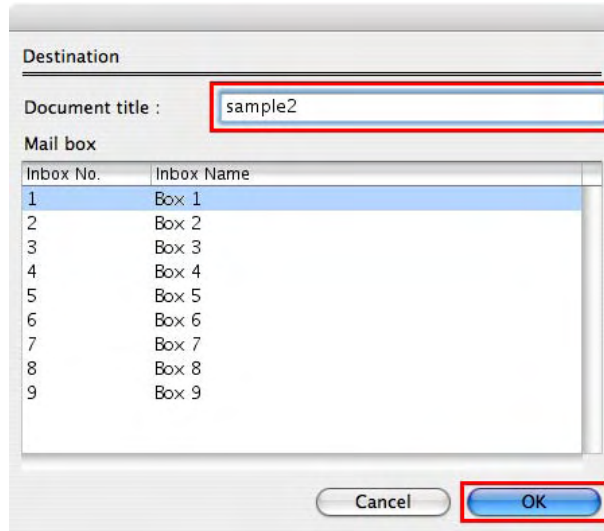 Destination
Document title : sample2
Mail box
Inbox No. Inbox Name
1 Box 1
2 Box 2
3 Box 3
4 Box 4
5 Box 5
6 Box 6
7 Box 7
8 Box 8
9 Box 9
Cancel OK